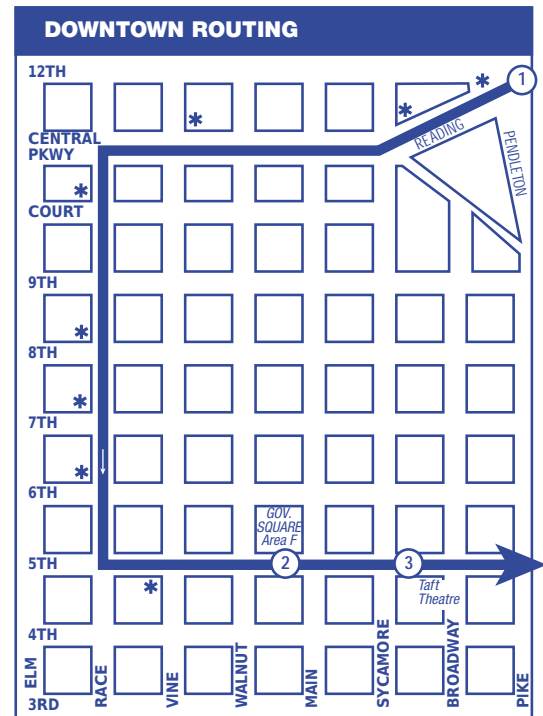 DOWNTOWN ROUTING
12TH
1
READING
PENDLETON
CENTRAL
PKWY
COURT
9TH
8TH
7TH
6TH
GOV.
SQUARE
Area F
5TH
2
3
Taft
Theatre
4TH
ELM
RACE
VINE
WALNUT
MAIN
SYCAMORE
BROADWAY
PIKE
3RD